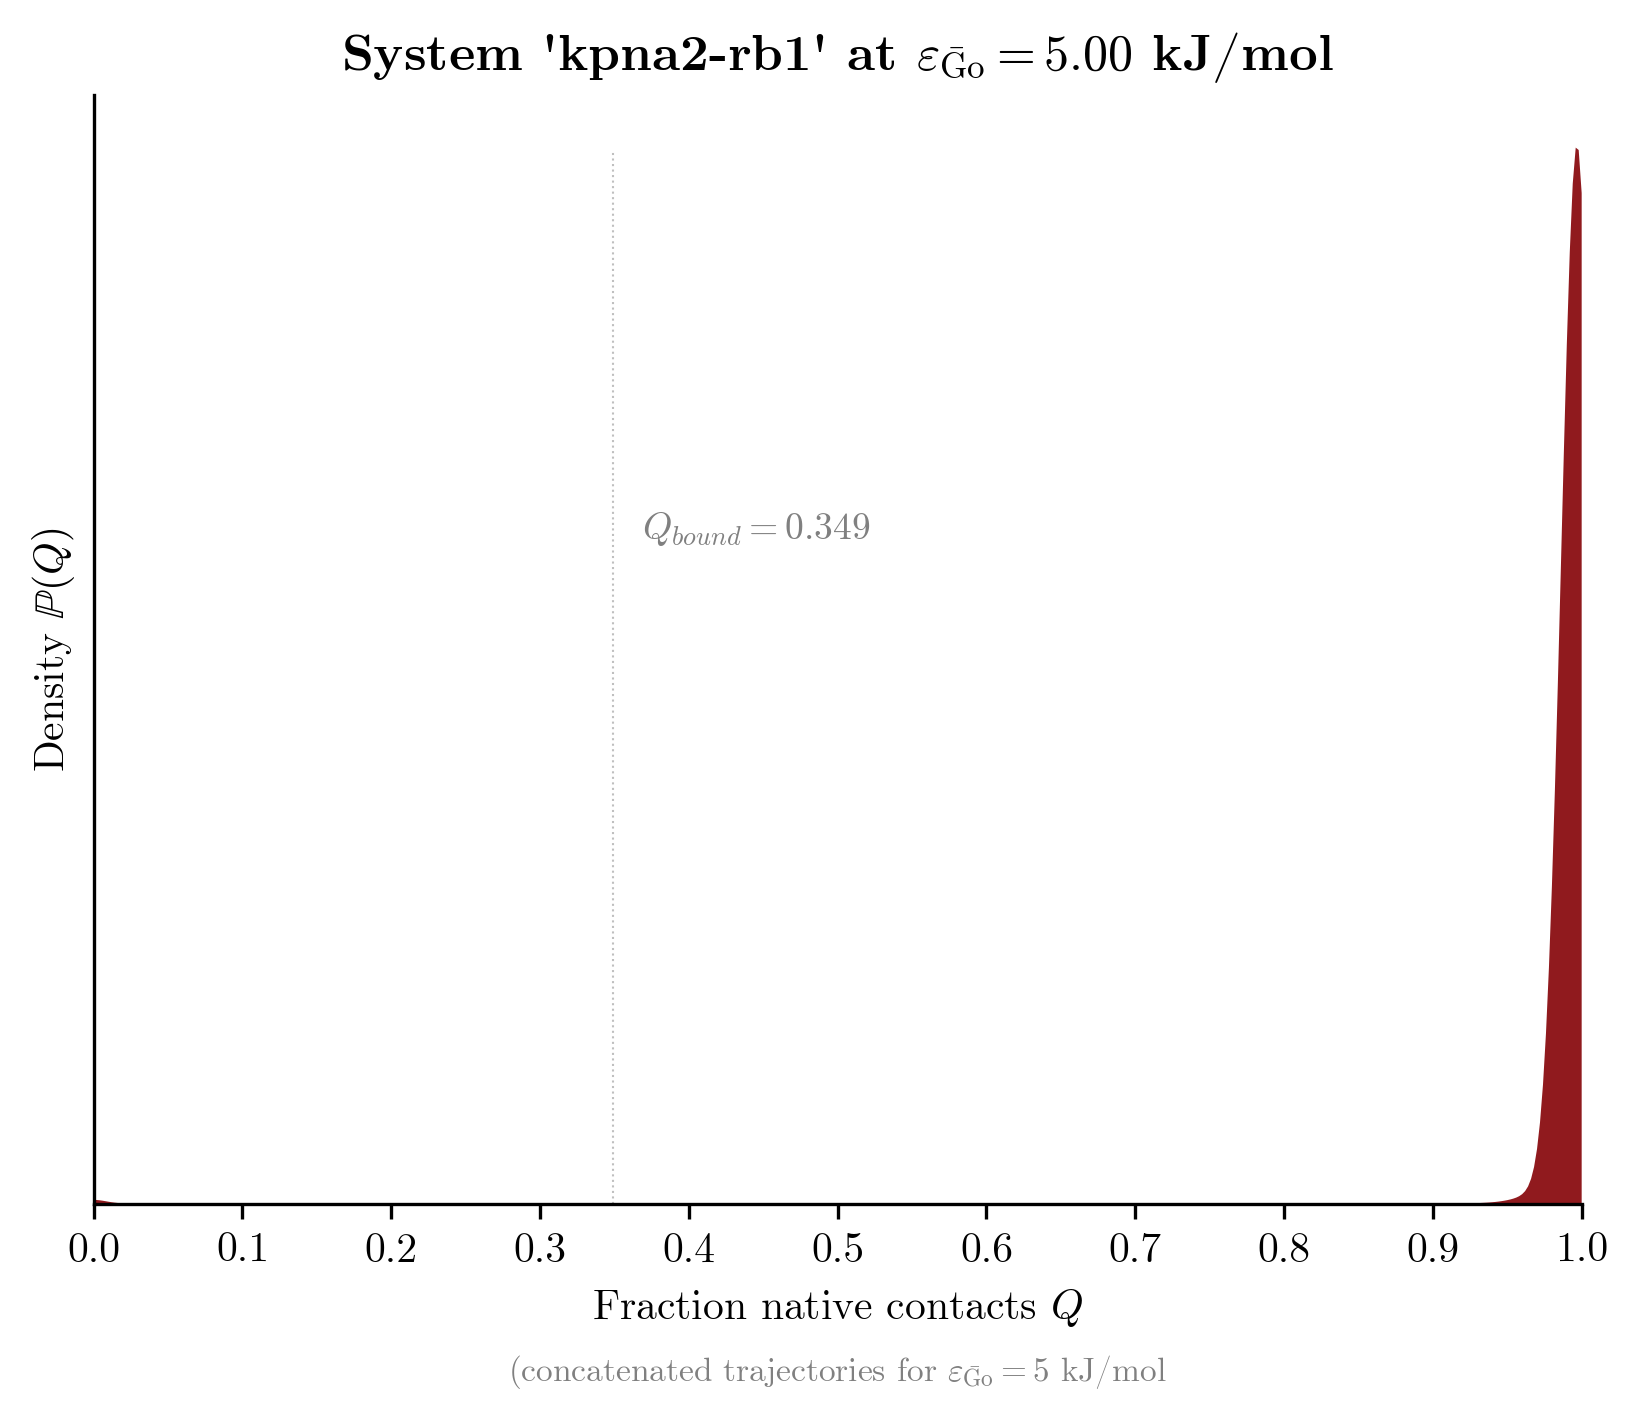 System 'kpna2-rb1' at ε_Ḡo = 5.00 kJ/mol
Density ℙ(Q)
Q_bound = 0.349
0.0 0.1 0.2 0.3 0.4 0.5 0.6 0.7 0.8 0.9 1.0
Fraction native contacts Q
(concatenated trajectories for ε_Ḡo = 5 kJ/mol